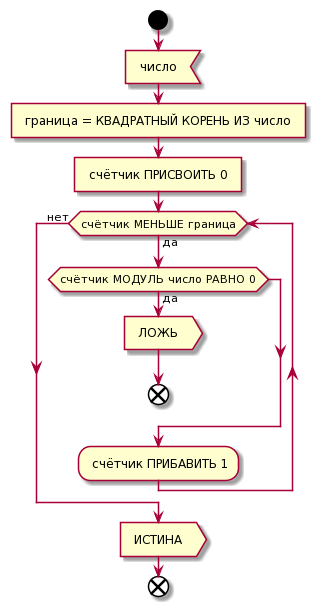 число
граница = КВАДРАТНЫЙ КОРЕНЬ ИЗ число
счётчик ПРИСВОИТЬ 0
нет
счётчик МЕНЬШЕ граница
да
счётчик МОДУЛЬ число РАВНО 0
да
ЛОЖЬ
счётчик ПРИБАВИТЬ 1
ИСТИНА